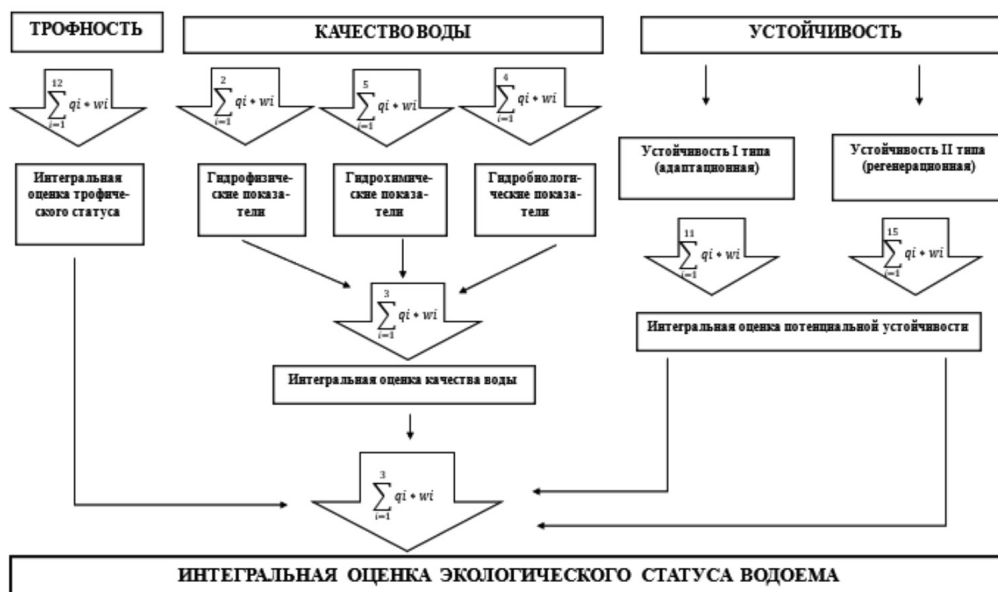 ТРОФНОСТЬ
КАЧЕСТВО ВОДЫ
УСТОЙЧИВОСТЬ
12
∑ qi * wi
i=1
2
∑ qi * wi
i=1
5
∑ qi * wi
i=1
4
∑ qi * wi
i=1
Интегральная
оценка трофиче-
ского статуса
Гидрофизиче-
ские показа-
тели
Гидрохимиче-
ские показа-
тели
Гидробиологи-
ческие показа-
тели
Устойчивость I типа
(адаптационная)
Устойчивость II типа
(регенерационная)
11
∑ qi * wi
i=1
15
∑ qi * wi
i=1
3
∑ qi * wi
i=1
Интегральная оценка потенциальной устойчивости
Интегральная оценка качества воды
3
∑ qi * wi
i=1
ИНТЕГРАЛЬНАЯ ОЦЕНКА ЭКОЛОГИЧЕСКОГО СТАТУСА ВОДОЕМА